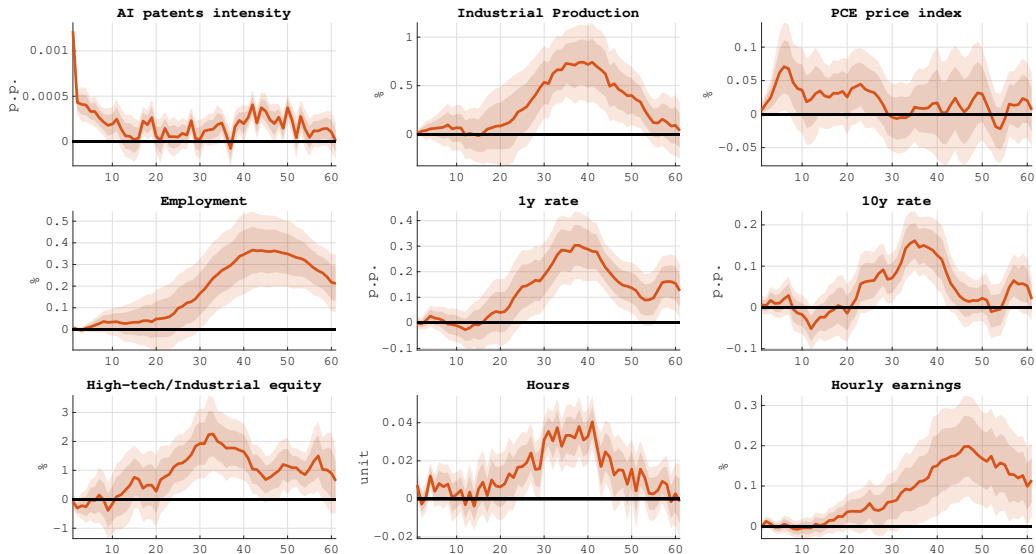 AI patents intensity
p.p.
0.001
0.0005
0
10 20 30 40 50 60
Industrial Production
%
1
0.5
0
10 20 30 40 50 60
PCE price index
%
0.1
0.05
0
-0.05
10 20 30 40 50 60
Employment
%
0.5
0.4
0.3
0.2
0.1
0
10 20 30 40 50 60
1y rate
p.p.
0.4
0.3
0.2
0.1
0
-0.1
10 20 30 40 50 60
10y rate
p.p.
0.2
0.1
0
-0.1
10 20 30 40 50 60
High-tech/Industrial equity
%
3
2
1
0
-1
10 20 30 40 50 60
Hours
unit
0.04
0.02
0
-0.02
10 20 30 40 50 60
Hourly earnings
%
0.3
0.2
0.1
0
10 20 30 40 50 60